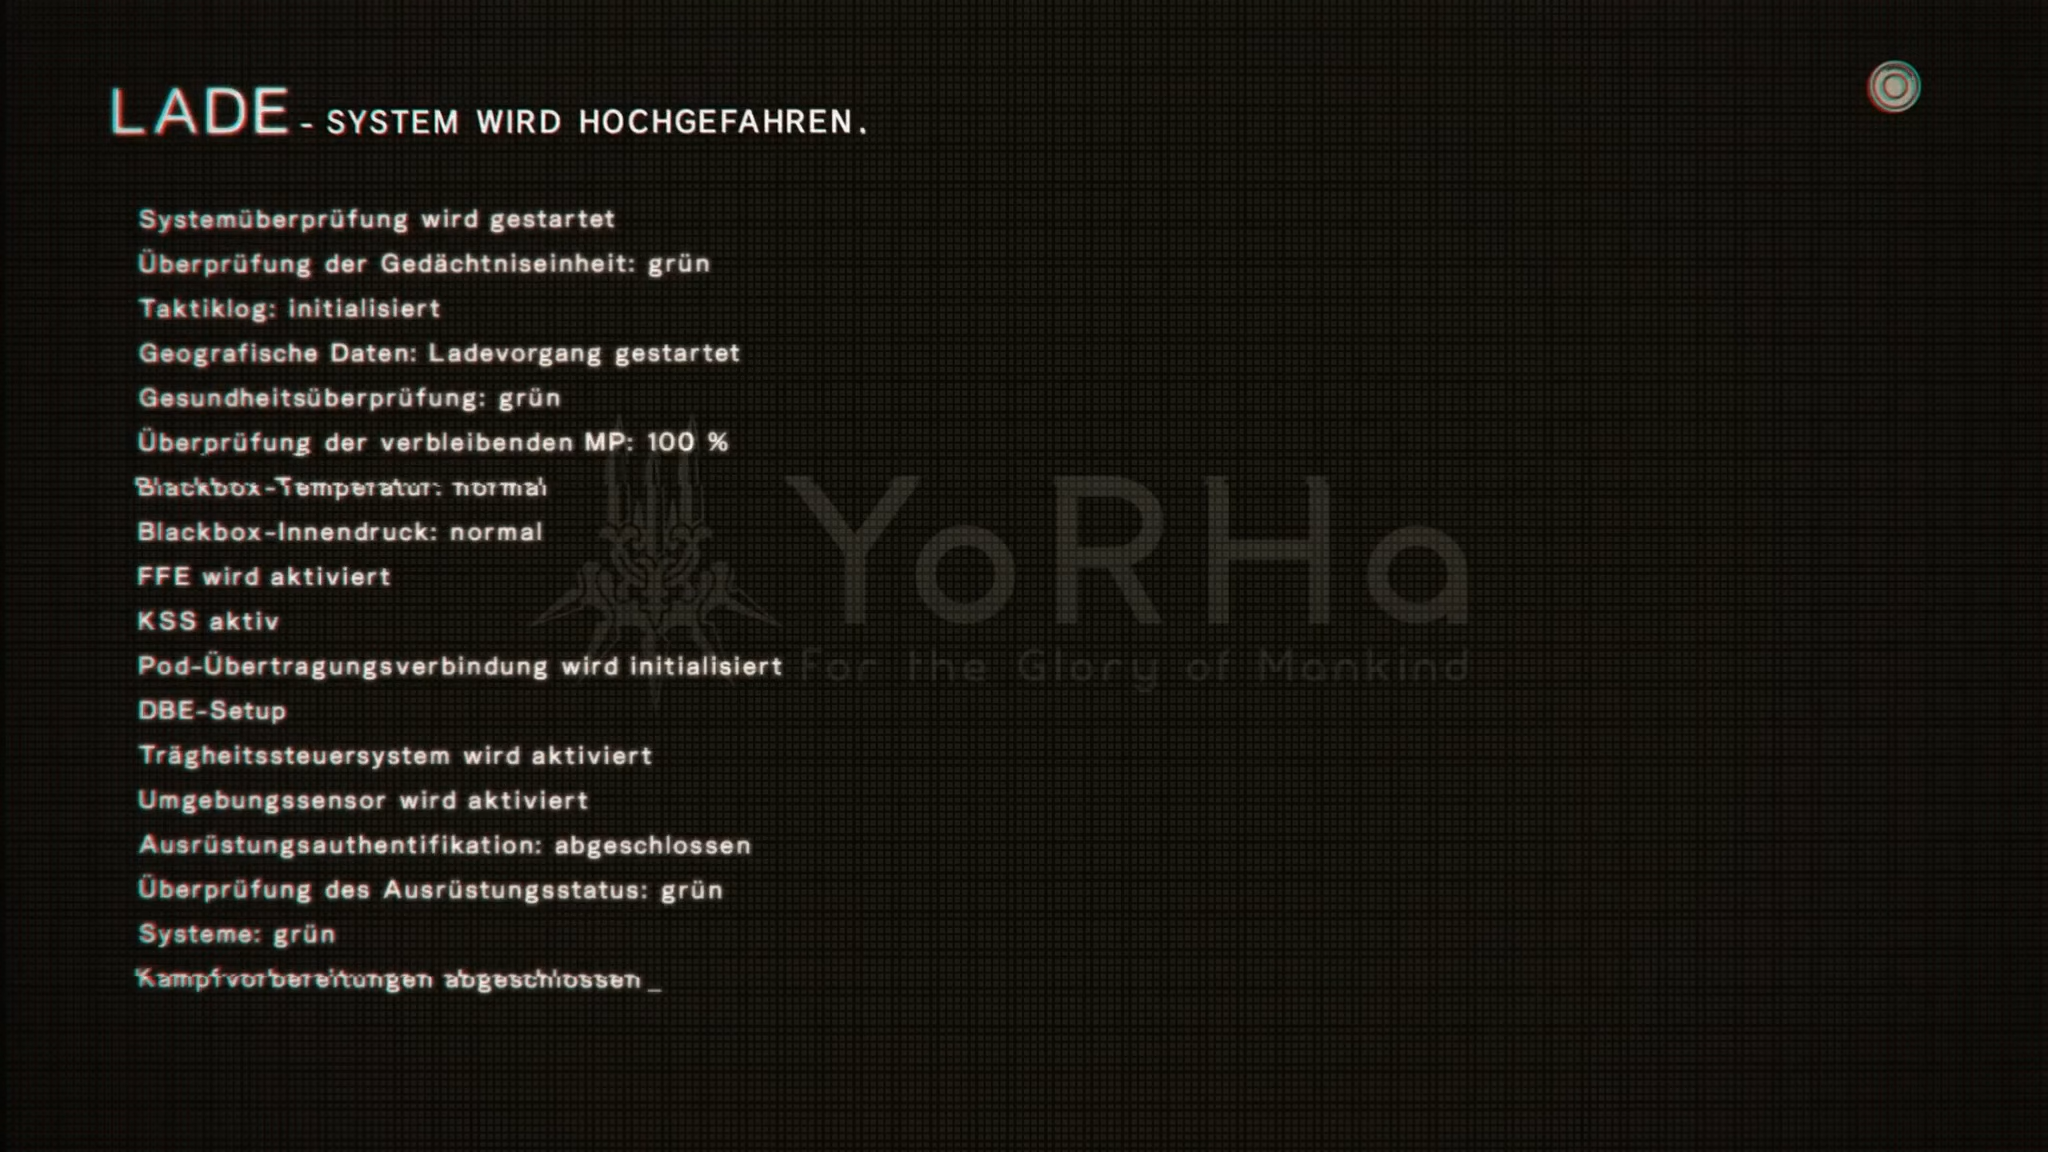 LADE - SYSTEM WIRD HOCHGEFAHREN.
Systemüberprüfung wird gestartet
Überprüfung der Gedächtniseinheit: grün
Taktiklog: initialisiert
Geografische Daten: Ladevorgang gestartet
Gesundheitsüberprüfung: grün
Überprüfung der verbleibenden MP: 100 %
Blackbox-Temperatur: normal
Blackbox-Innendruck: normal
FFE wird aktiviert
KSS aktiv
Pod-Übertragungsverbindung wird initialisiert
DBE-Setup
Trägheitssteuersystem wird aktiviert
Umgebungssensor wird aktiviert
Ausrüstungsauthentifikation: abgeschlossen
Überprüfung des Ausrüstungsstatus: grün
Systeme: grün
Kampfvorbereitungen abgeschlossen _
YoRHa
For the Glory of Mankind